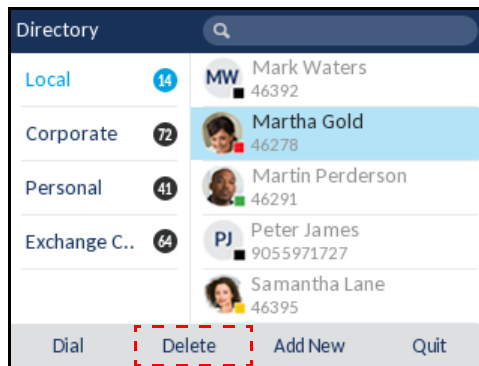 Directory
Local 14
Corporate 72
Personal 41
Exchange C.. 64
MW Mark Waters
46392
Martha Gold
46278
Martin Perderson
46291
PJ Peter James
9055971727
Samantha Lane
46395
Dial Delete Add New Quit